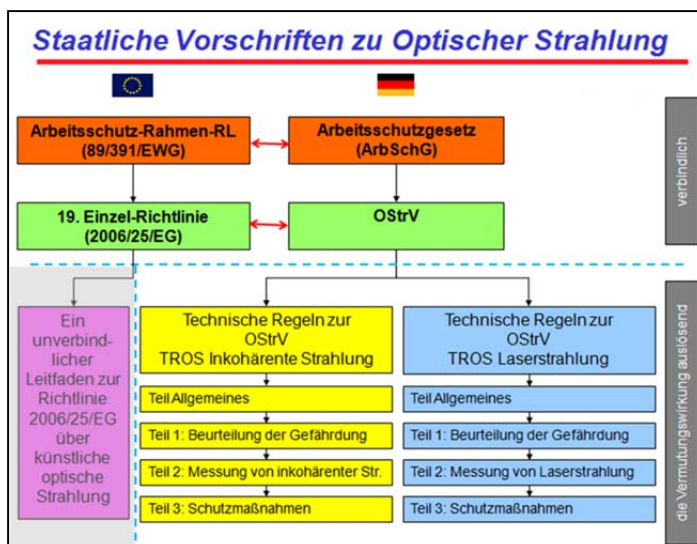 Staatliche Vorschriften zu Optischer Strahlung
Arbeitsschutz-Rahmen-RL
(89/391/EWG)
Arbeitsschutzgesetz
(ArbSchG)
verbindlich
19. Einzel-Richtlinie
(2006/25/EG)
OStrV
Ein
unverbind-
licher
Leitfaden zur
Richtlinie
2006/25/EG
über
künstliche
optische
Strahlung
Technische Regeln zur
OStrV
TROS Inkohärente Strahlung
Teil Allgemeines
Teil 1: Beurteilung der Gefährdung
Teil 2: Messung von inkohärenter Str.
Teil 3: Schutzmaßnahmen
Technische Regeln zur
OStrV
TROS Laserstrahlung
Teil Allgemeines
Teil 1: Beurteilung der Gefährdung
Teil 2: Messung von Laserstrahlung
Teil 3: Schutzmaßnahmen
die Vermutungswirkung auslösend